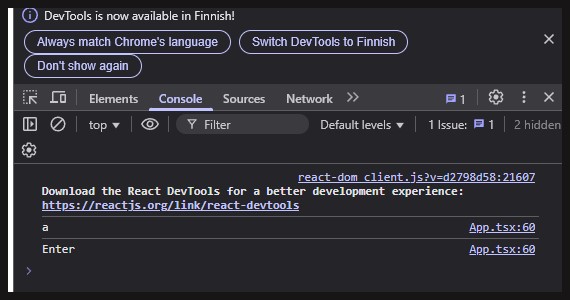 DevTools is now available in Finnish!
Always match Chrome's language Switch DevTools to Finnish
Don't show again
Elements Console Sources Network 1
top Filter Default levels 1 Issue: 1 2 hidden
react-dom_client.js?v=d2798d58:21607
Download the React DevTools for a better development experience:
https://reactjs.org/link/react-devtools
a App.tsx:60
Enter App.tsx:60